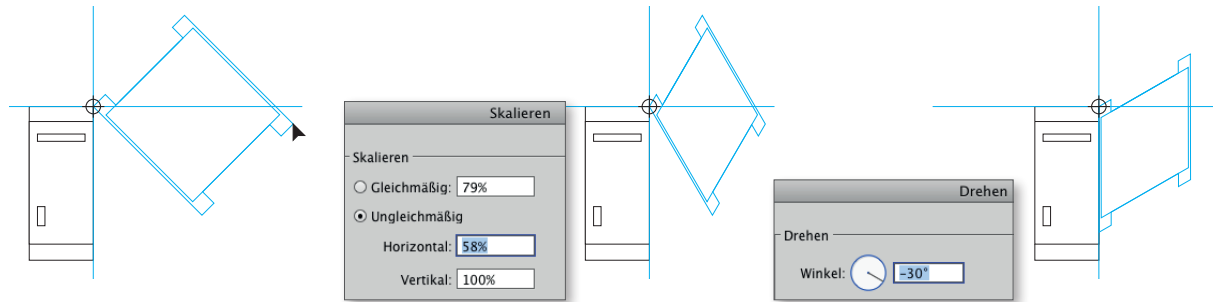 Skalieren
Skalieren
Gleichmäßig: 79%
Ungleichmäßig
Horizontal: 58%
Vertikal: 100%
Drehen
Drehen
Winkel: -30°